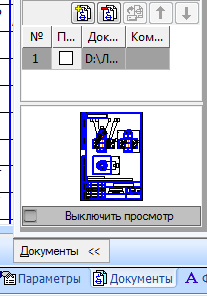 № П... Док... Ком...
1 D:\Л...
Выключить просмотр
Документы <<
Параметры Документы